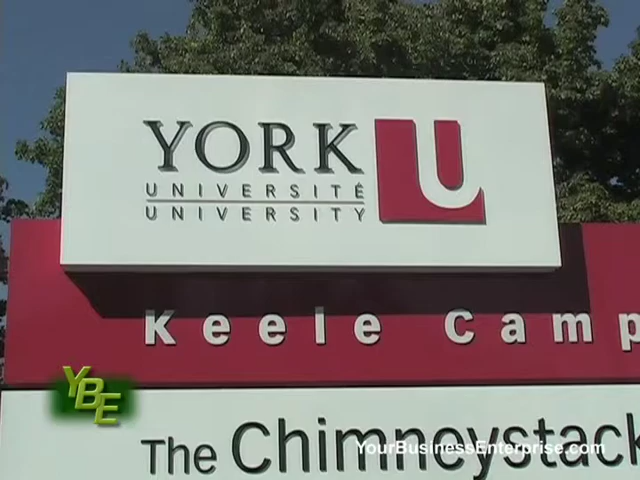 YORK U
UNIVERSITÉ
UNIVERSITY
Keele Camp
YBE
The Chimneystack
YourBusinessEnterprise.com